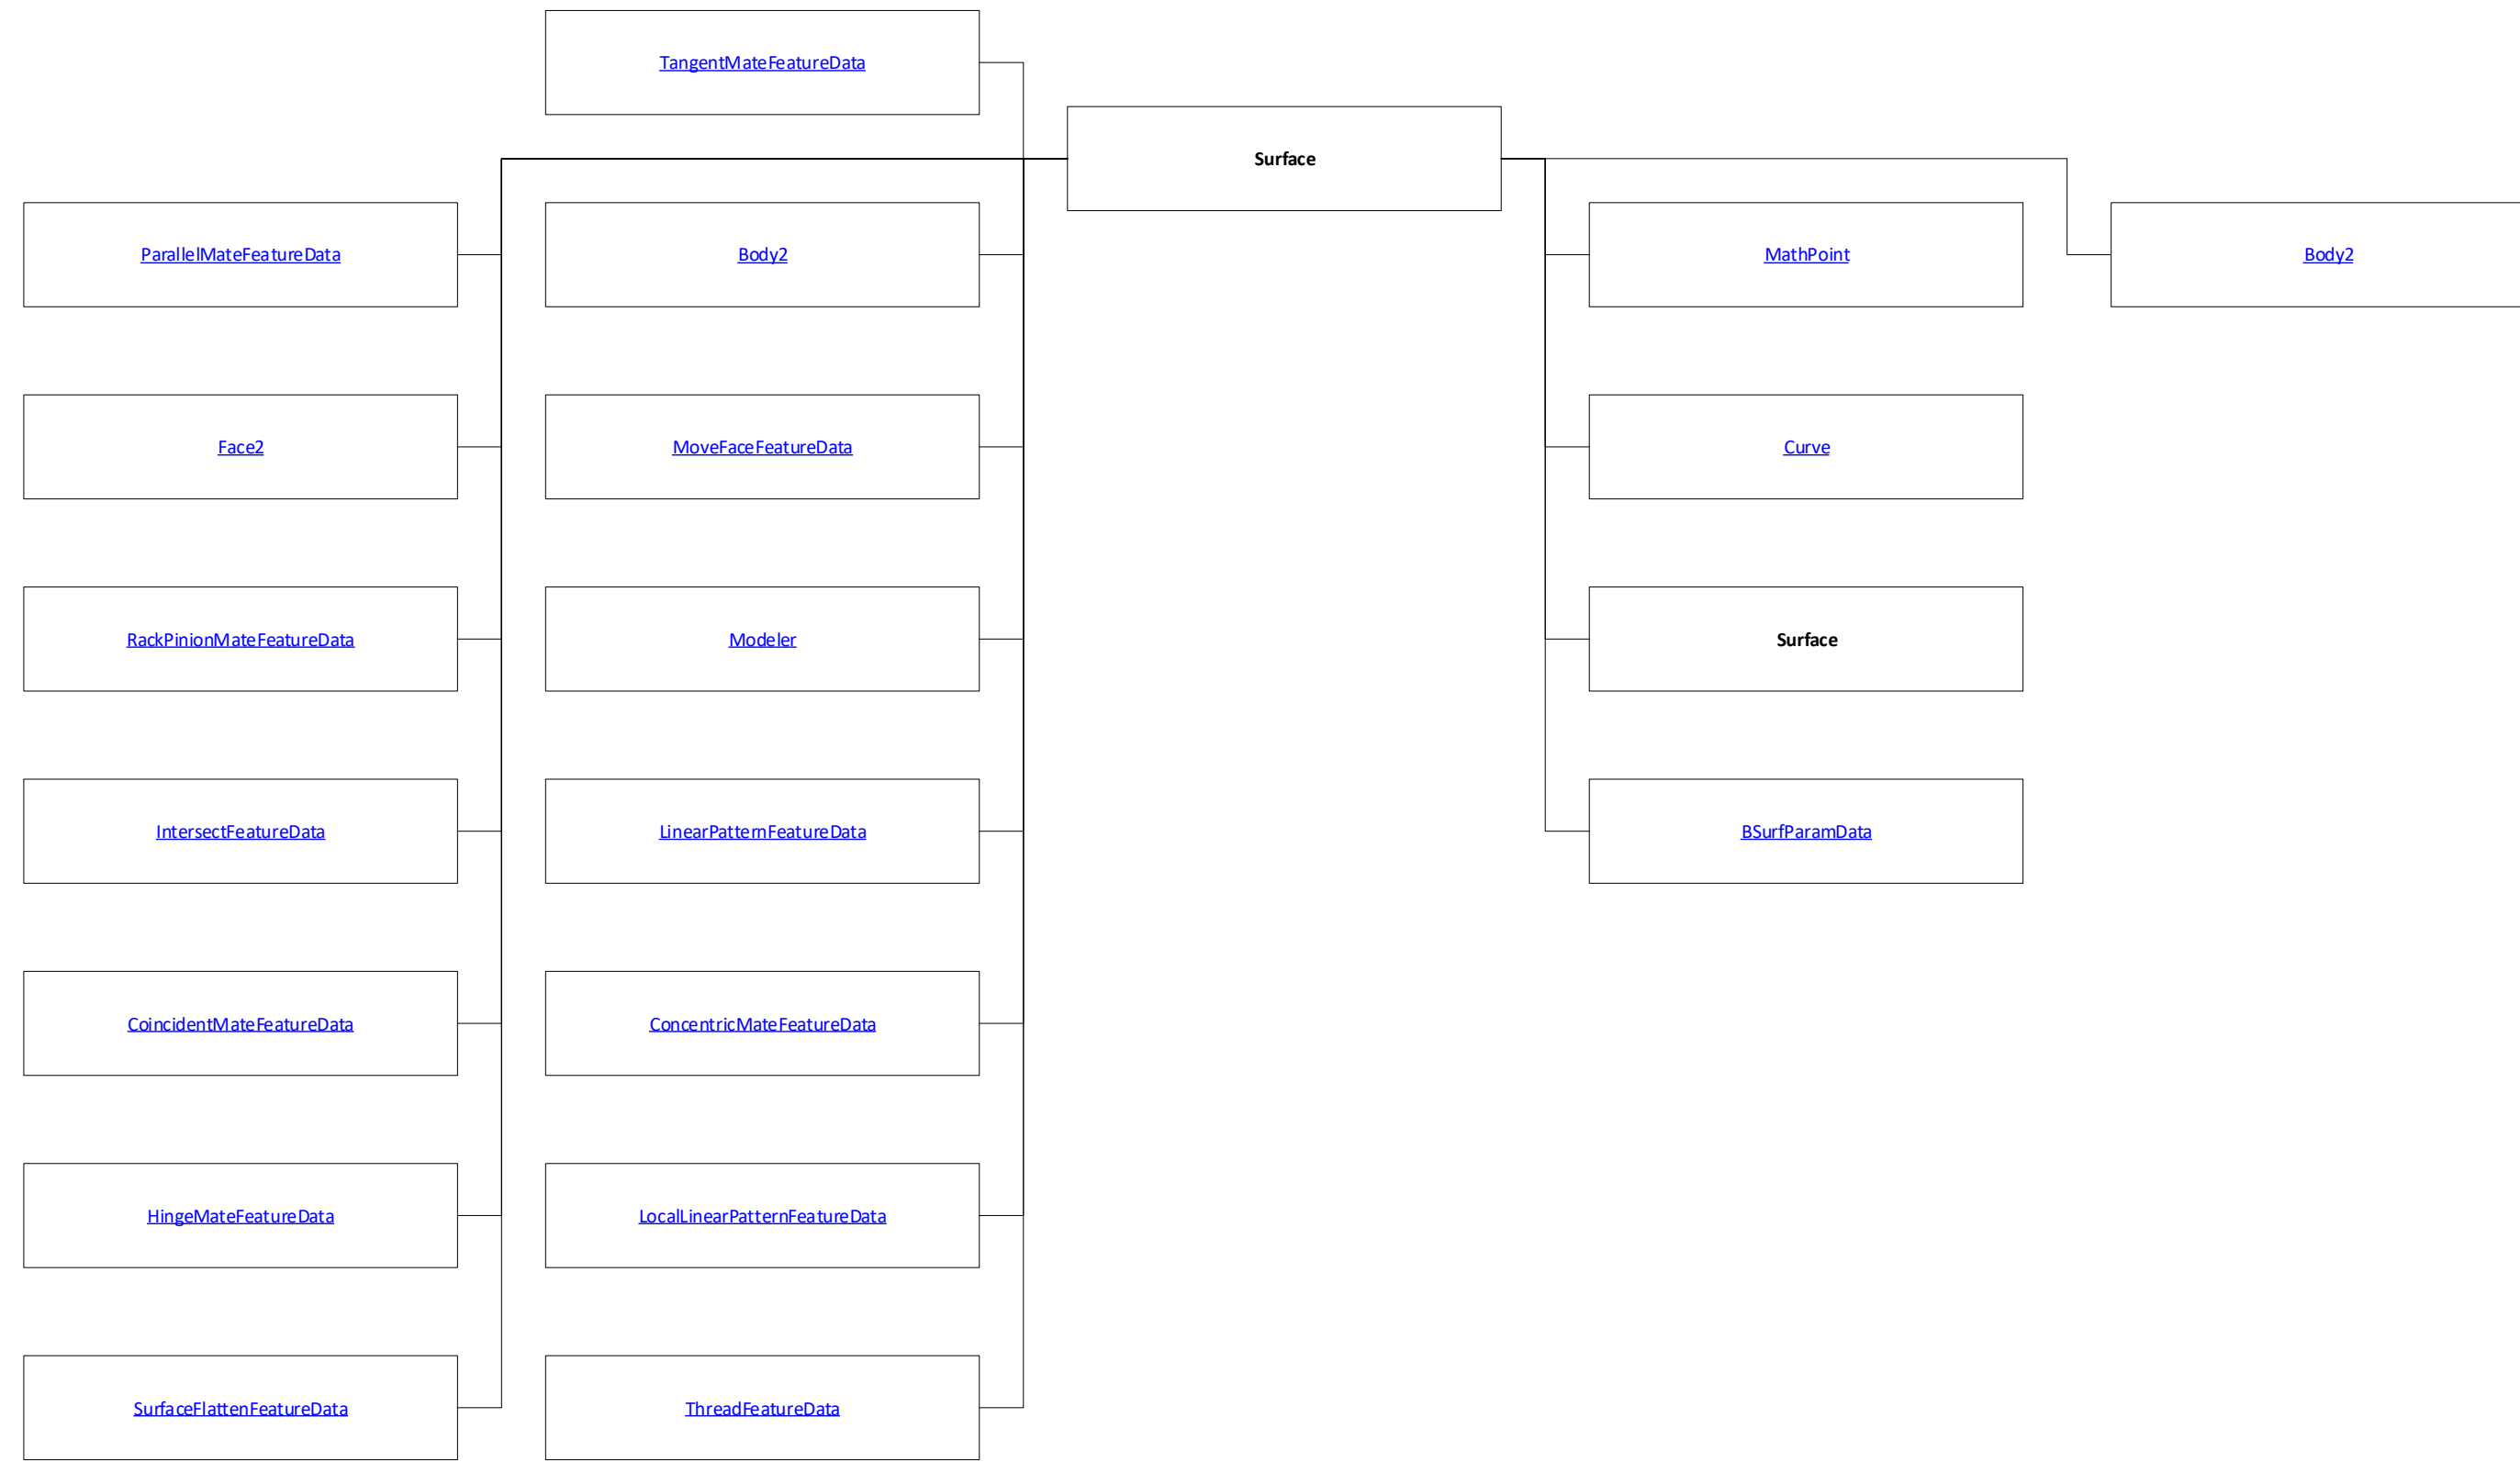 TangentMateFeatureData
Surface
ParallelMateFeatureData
Body2
MathPoint
Body2
Face2
MoveFaceFeatureData
Curve
RackPinionMateFeatureData
Modeler
Surface
IntersectFeatureData
LinearPatternFeatureData
BSurfParamData
CoincidentMateFeatureData
ConcentricMateFeatureData
HingeMateFeatureData
LocalLinearPatternFeatureData
SurfaceFlattenFeatureData
ThreadFeatureData